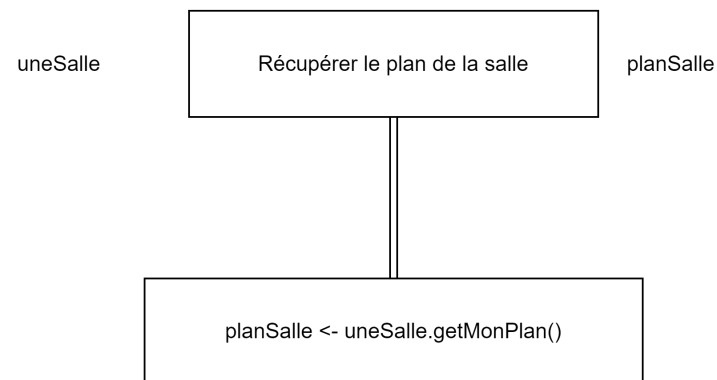 uneSalle
Récupérer le plan de la salle
planSalle
planSalle <- uneSalle.getMonPlan()